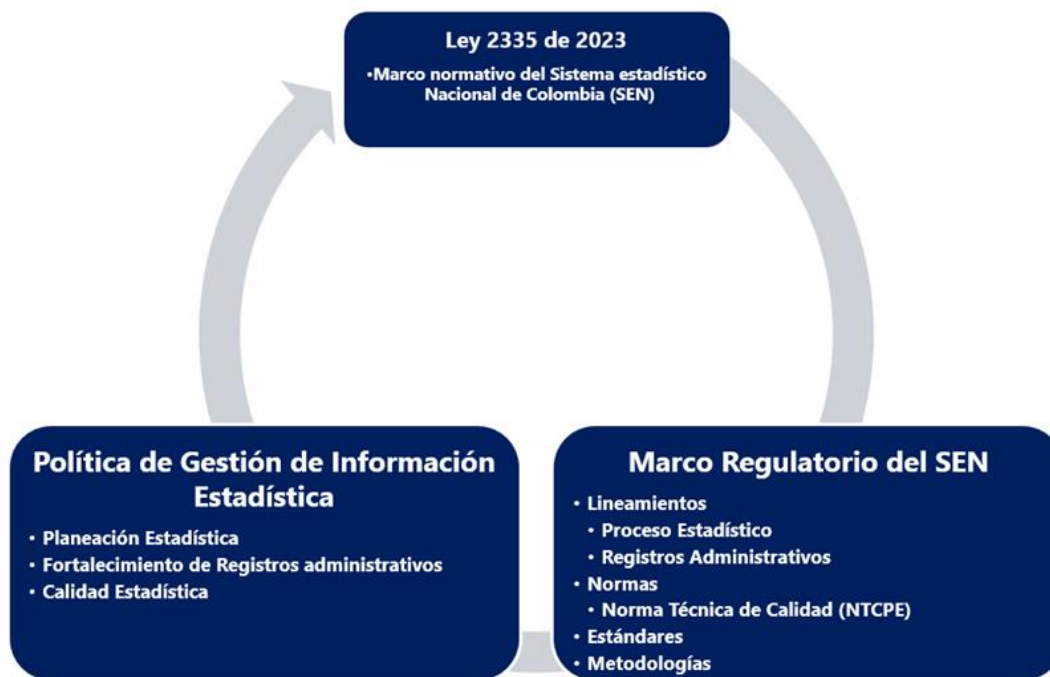 Ley 2335 de 2023
•Marco normativo del Sistema estadístico
Nacional de Colombia (SEN)
Política de Gestión de Información
Estadística
• Planeación Estadística
• Fortalecimiento de Registros administrativos
• Calidad Estadística
Marco Regulatorio del SEN
• Lineamientos
• Proceso Estadístico
• Registros Administrativos
• Normas
• Norma Técnica de Calidad (NTCPE)
• Estándares
• Metodologías